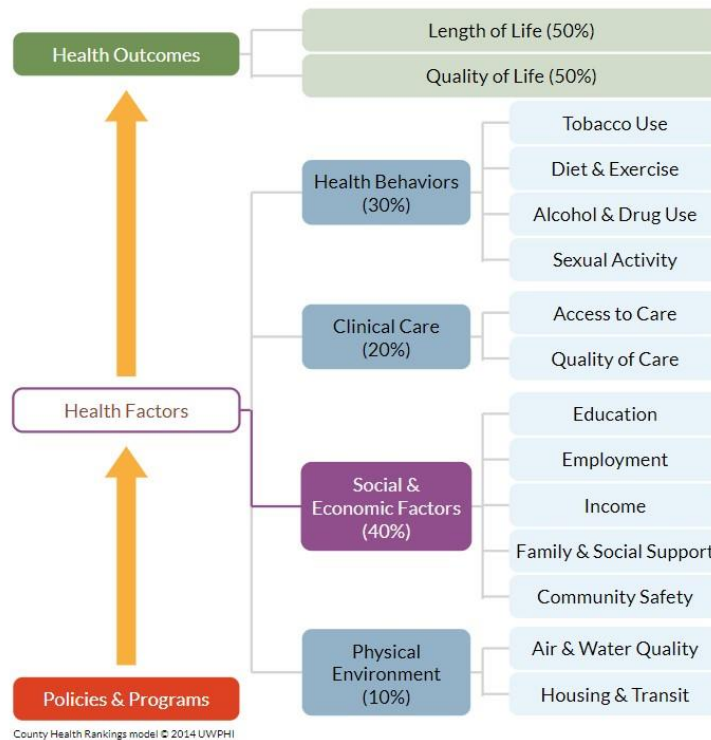 Health Outcomes
Length of Life (50%)
Quality of Life (50%)
Health Factors
Health Behaviors
(30%)
Tobacco Use
Diet & Exercise
Alcohol & Drug Use
Sexual Activity
Clinical Care
(20%)
Access to Care
Quality of Care
Social &
Economic Factors
(40%)
Education
Employment
Income
Family & Social Support
Community Safety
Physical
Environment
(10%)
Air & Water Quality
Housing & Transit
Policies & Programs
County Health Rankings model © 2014 UWPHI